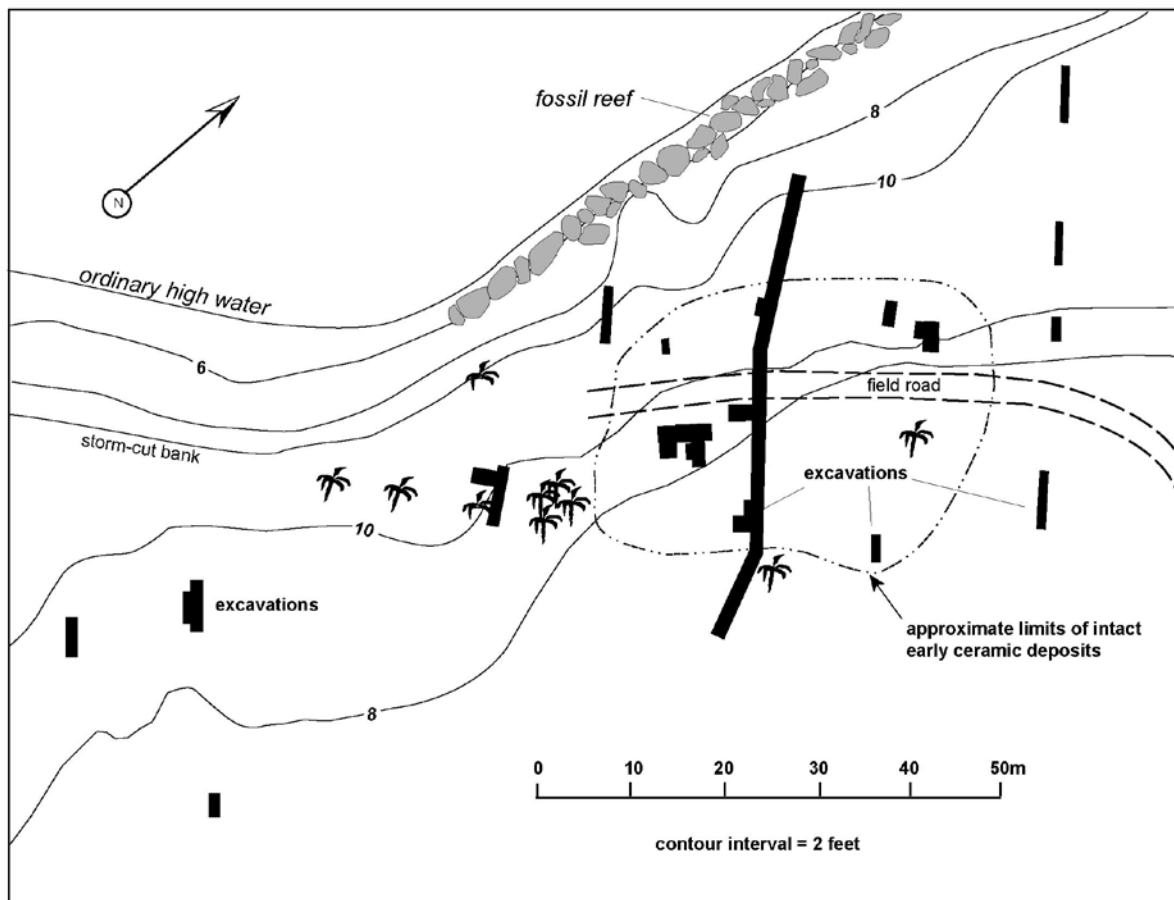 fossil reef
8
10
N
ordinary high water
6
field road
storm-cut bank
excavations
10
excavations
approximate limits of intact
early ceramic deposits
8
0 10 20 30 40 50m
contour interval = 2 feet